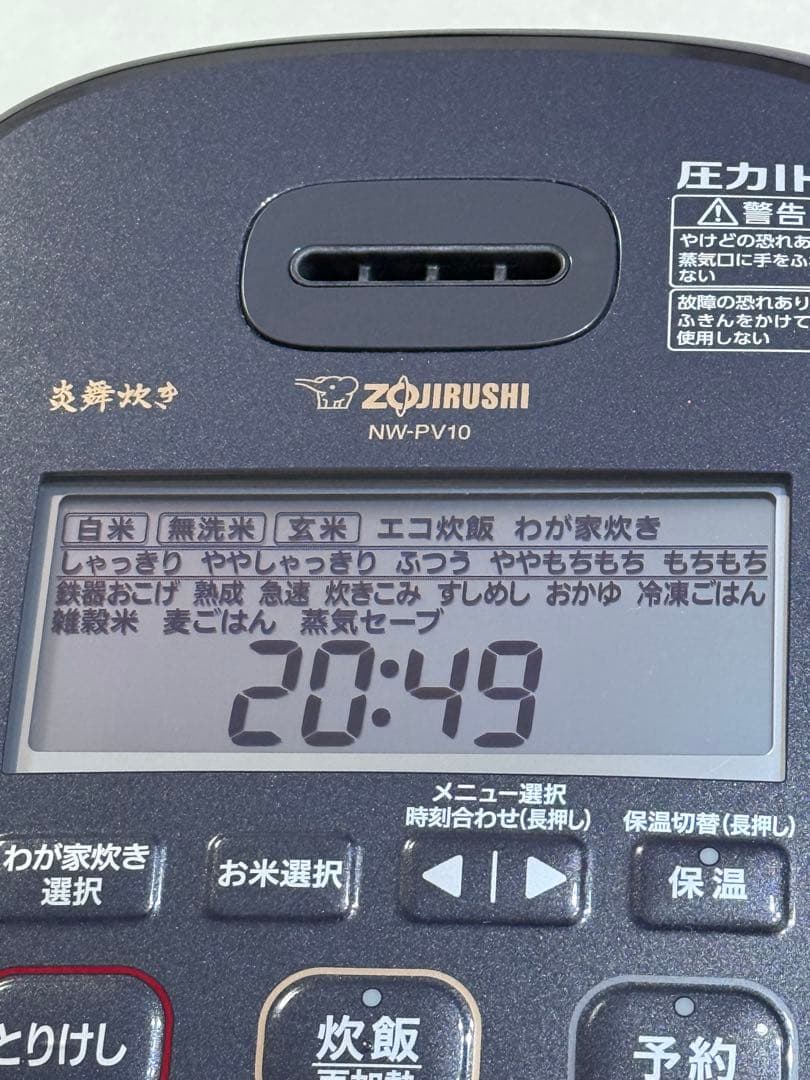 圧力IH
警告
やけどの恐れあ
蒸気口に手をふ
ない
故障の恐れあり
ふきんをかけて
使用しない
炎舞炊き
ZOJIRUSHI
NW-PV10
白米 無洗米 玄米 エコ炊飯 わが家炊き
しゃっきり ややしゃっきり ふつう ややもちもち もちもち
鉄器おこげ 熟成 急速 炊きこみ すしめし おかゆ 冷凍ごはん
雑穀米 麦ごはん 蒸気セーブ
20:49
メニュー選択
時刻合わせ(長押し) 保温切替(長押し)
わが家炊き
選択
お米選択
保温
とりけし
炊飯
再加熱
予約